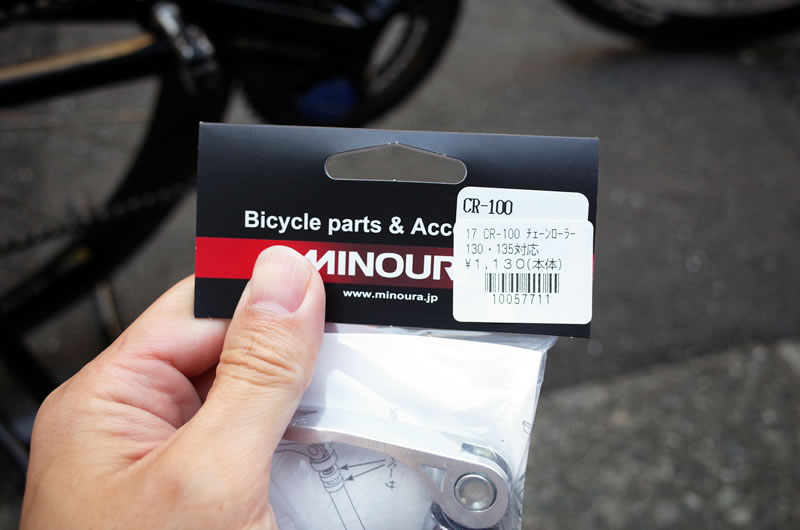 Bicycle parts & Acc
MINOUR
www.minoura.jp
CR-100
17 CR-100 チェーンローラー
130・135対応
¥1,130(本体)
10057711